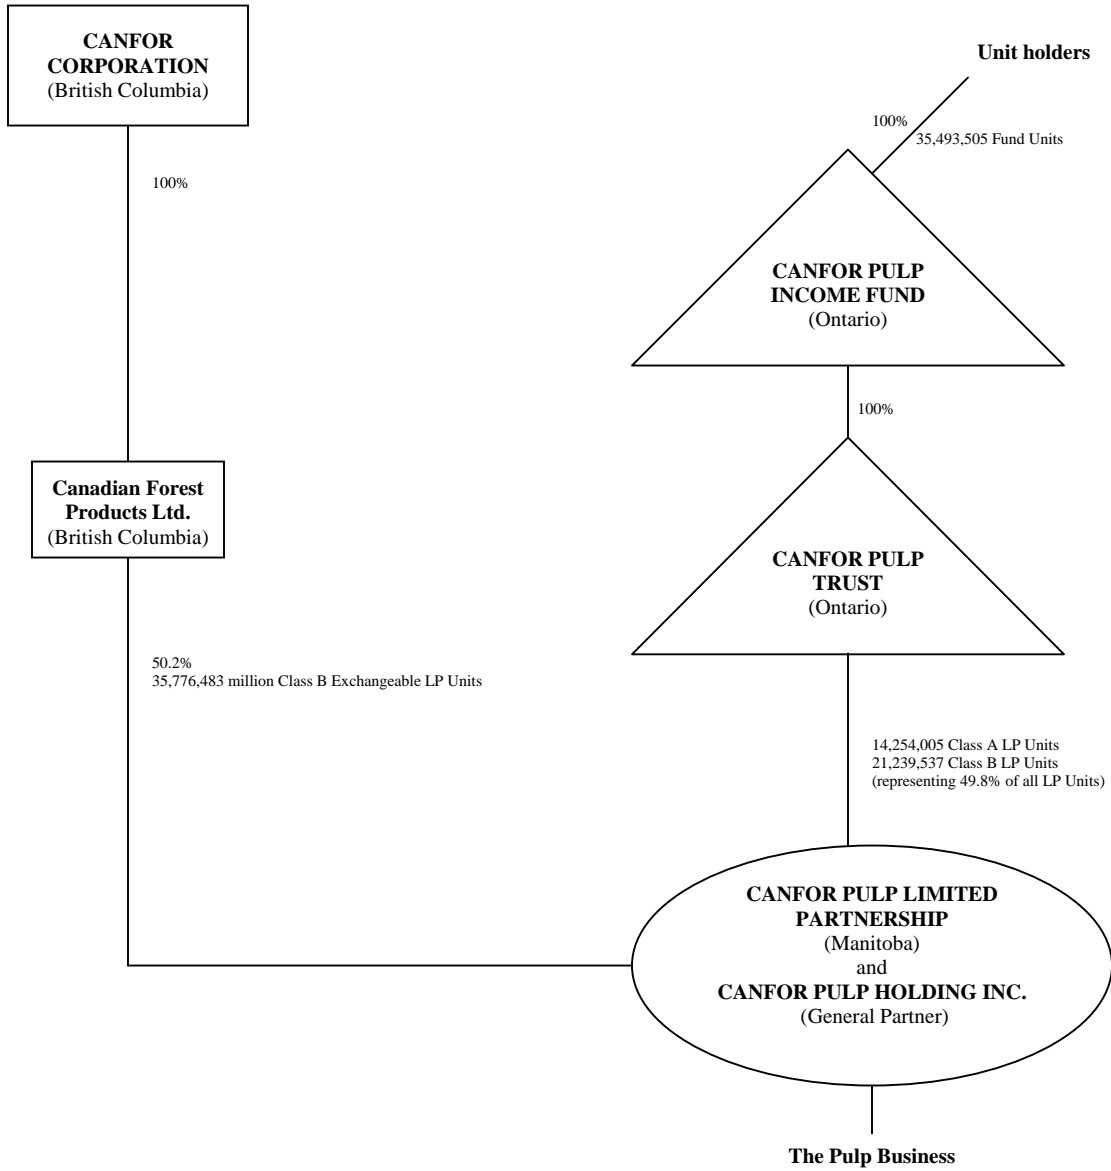 CANFOR
CORPORATION
(British Columbia)
Unit holders
100%
35,493,505 Fund Units
100%
CANFOR PULP
INCOME FUND
(Ontario)
100%
Canadian Forest
Products Ltd.
(British Columbia)
CANFOR PULP
TRUST
(Ontario)
50.2%
35,776,483 million Class B Exchangeable LP Units
14,254,005 Class A LP Units
21,239,537 Class B LP Units
(representing 49.8% of all LP Units)
CANFOR PULP LIMITED
PARTNERSHIP
(Manitoba)
and
CANFOR PULP HOLDING INC.
(General Partner)
The Pulp Business